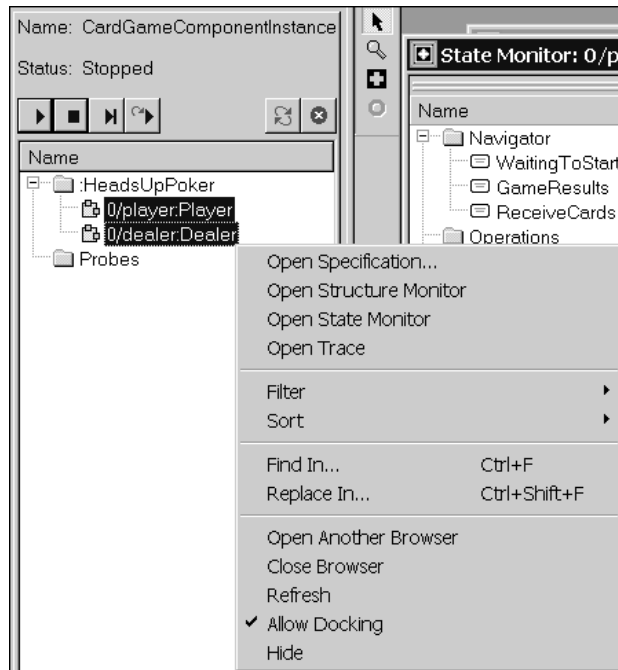 Name: CardGameComponentInstance
Status: Stopped
Name
:HeadsUpPoker
0/player:Player
0/dealer:Dealer
Probes
State Monitor: 0/p
Name
Navigator
WaitingToStart
GameResults
ReceiveCards
Operations
Open Specification...
Open Structure Monitor
Open State Monitor
Open Trace
Filter
Sort
Find In... Ctrl+F
Replace In... Ctrl+Shift+F
Open Another Browser
Close Browser
Refresh
Allow Docking
Hide